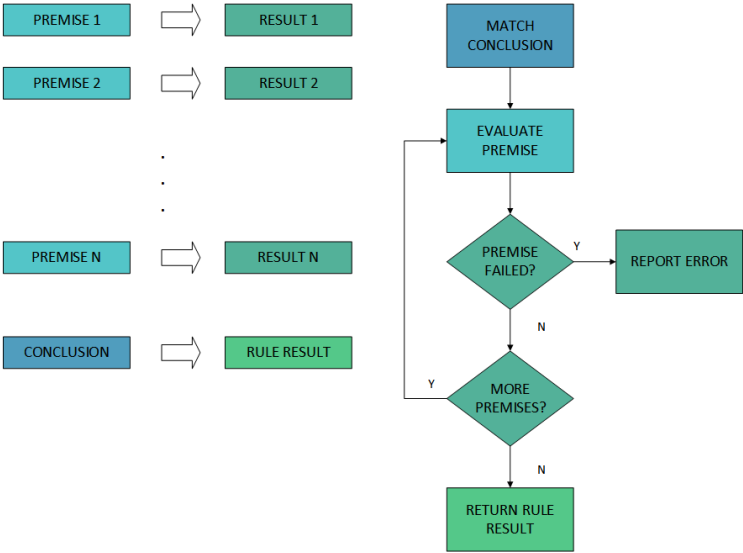 PREMISE 1
RESULT 1
PREMISE 2
RESULT 2
.
.
.
PREMISE N
RESULT N
CONCLUSION
RULE RESULT
MATCH
CONCLUSION
EVALUATE
PREMISE
PREMISE
FAILED?
Y
REPORT ERROR
N
MORE
PREMISES?
Y
N
RETURN RULE
RESULT